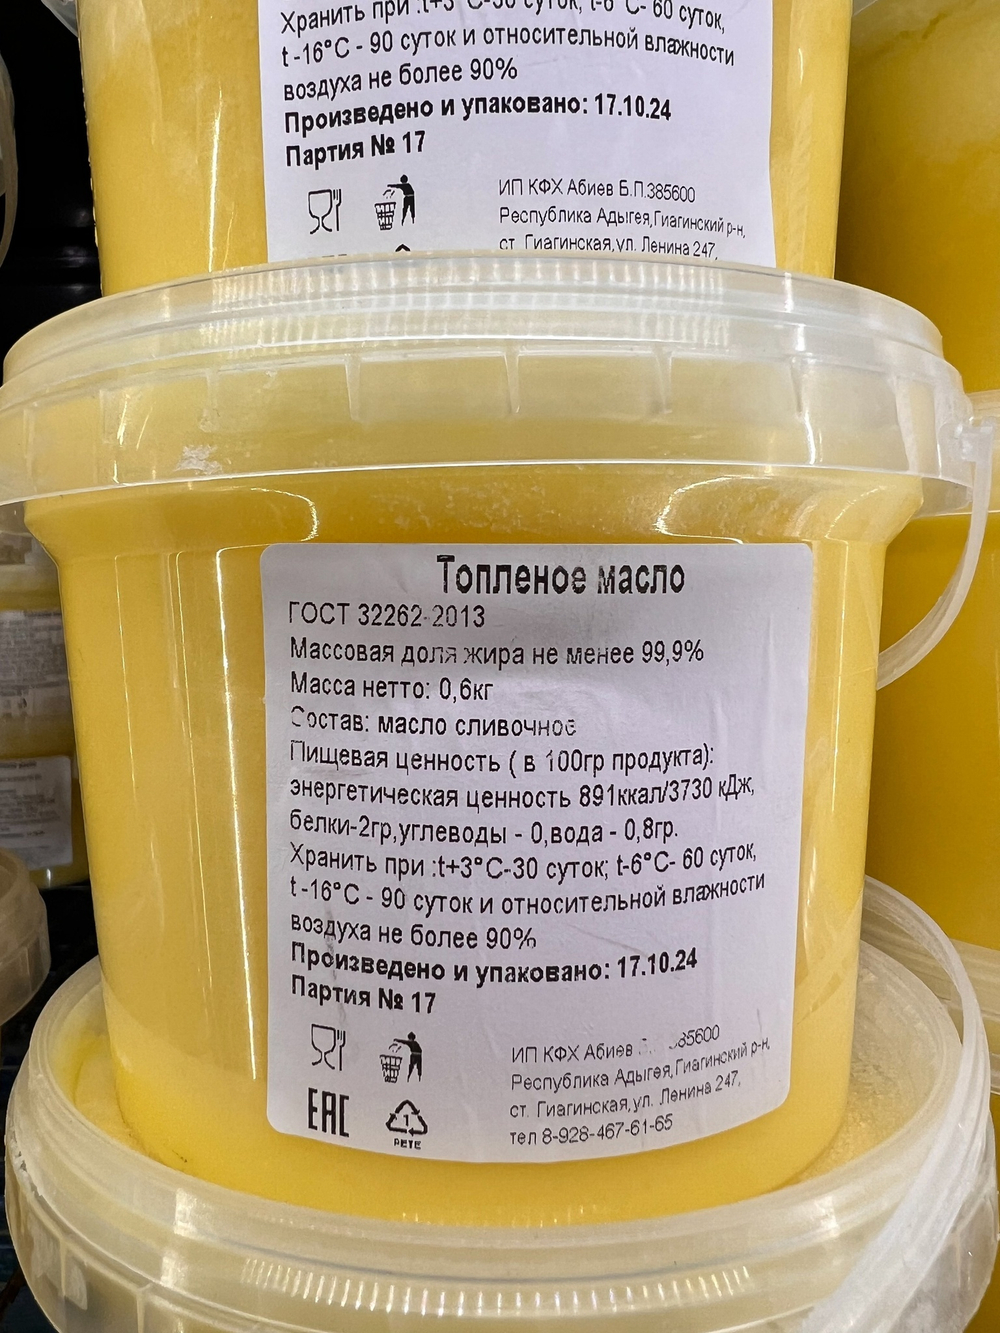 Хранить при :t+3°C-30 суток, t-6°C- 60 суток,
t -16°C - 90 суток и относительной влажности
воздуха не более 90%
Произведено и упаковано: 17.10.24
Партия № 17
ИП КФХ Абиев Б.П.385600
Республика Адыгея,Гиагинский р-н,
ст. Гиагинская,ул. Ленина 247,
Топленое масло
ГОСТ 32262-2013
Массовая доля жира не менее 99,9%
Масса нетто: 0,6кг
Состав: масло сливочное
Пищевая ценность ( в 100гр продукта):
энергетическая ценность 891ккал/3730 кДж,
белки-2гр,углеводы - 0,вода - 0,8гр.
Хранить при :t+3°C-30 суток; t-6°C- 60 суток,
t -16°C - 90 суток и относительной влажности
воздуха не более 90%
Произведено и упаковано: 17.10.24
Партия № 17
ИП КФХ Абиев 385600
Республика Адыгея,Гиагинский р-н,
ст. Гиагинская,ул. Ленина 247,
тел 8-928-467-61-65
EAC
1
PETE